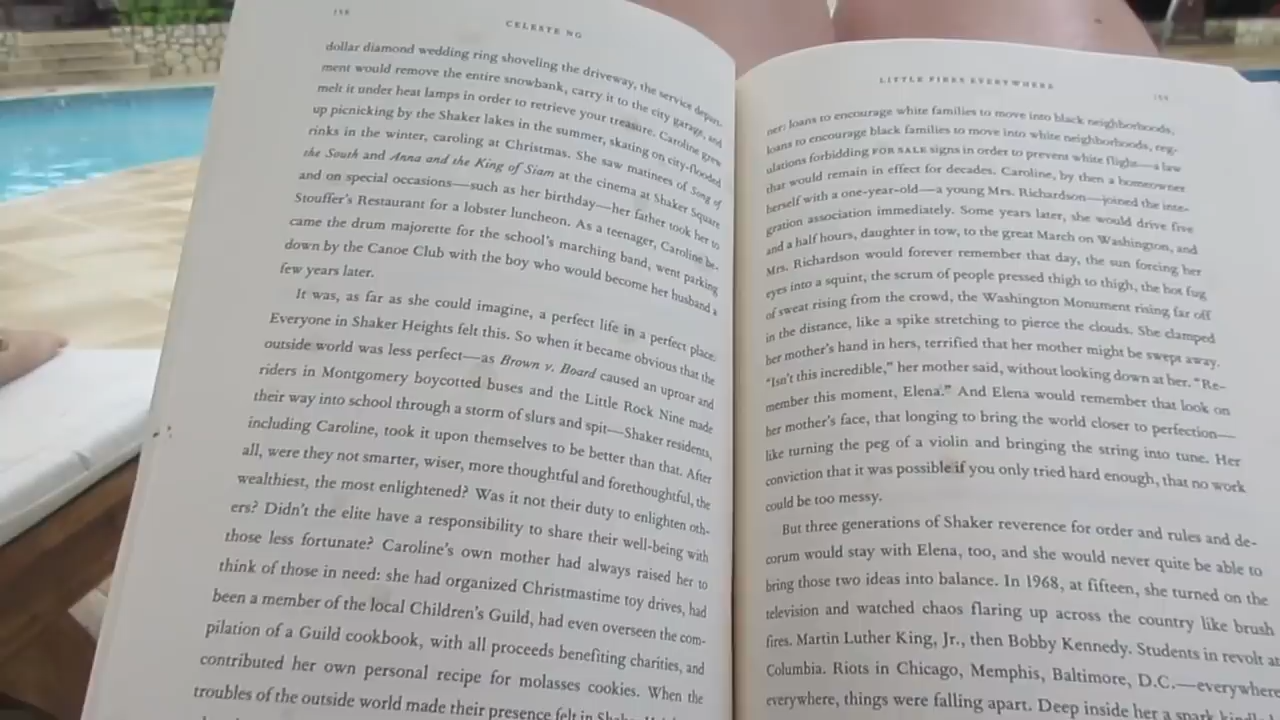 158
CELESTE NG
dollar diamond wedding ring shoveling the driveway, the service depart-
ment would remove the entire snowbank, carry it to the city garage, and
melt it under heat lamps in order to retrieve your treasure. Caroline grew
up picnicking by the Shaker lakes in the summer, skating on city-flooded
rinks in the winter, caroling at Christmas. She saw matinees of Song of
the South and Anna and the King of Siam at the cinema at Shaker Square
and on special occasions—such as her birthday—her father took her to
Stouffer's Restaurant for a lobster luncheon. As a teenager, Caroline be-
came the drum majorette for the school's marching band, went parking
down by the Canoe Club with the boy who would become her husband a
few years later.
It was, as far as she could imagine, a perfect life in a perfect place.
Everyone in Shaker Heights felt this. So when it became obvious that the
outside world was less perfect—as Brown v. Board caused an uproar and
riders in Montgomery boycotted buses and the Little Rock Nine made
their way into school through a storm of slurs and spit—Shaker residents,
including Caroline, took it upon themselves to be better than that. After
all, were they not smarter, wiser, more thoughtful and forethoughtful, the
wealthiest, the most enlightened? Was it not their duty to enlighten oth-
ers? Didn't the elite have a responsibility to share their well-being with
those less fortunate? Caroline's own mother had always raised her to
think of those in need: she had organized Christmastime toy drives, had
been a member of the local Children's Guild, had even overseen the com-
pilation of a Guild cookbook, with all proceeds benefiting charities, and
contributed her own personal recipe for molasses cookies. When the
troubles of the outside world made their presence felt in Shaker
LITTLE FIRES EVERYWHERE
159
ner: loans to encourage white families to move into black neighborhoods,
loans to encourage black families to move into white neighborhoods, reg-
ulations forbidding FOR SALE signs in order to prevent white flight—a law
that would remain in effect for decades. Caroline, by then a homeowner
herself with a one-year-old—a young Mrs. Richardson—joined the inte-
gration association immediately. Some years later, she would drive five
and a half hours, daughter in tow, to the great March on Washington, and
Mrs. Richardson would forever remember that day, the sun forcing her
eyes into a squint, the scrum of people pressed thigh to thigh, the hot fug
of sweat rising from the crowd, the Washington Monument rising far off
in the distance, like a spike stretching to pierce the clouds. She clamped
her mother's hand in hers, terrified that her mother might be swept away.
"Isn't this incredible," her mother said, without looking down at her. "Re-
member this moment, Elena." And Elena would remember that look on
her mother's face, that longing to bring the world closer to perfection—
like turning the peg of a violin and bringing the string into tune. Her
conviction that it was possible if you only tried hard enough, that no work
could be too messy.
But three generations of Shaker reverence for order and rules and de-
corum would stay with Elena, too, and she would never quite be able to
bring those two ideas into balance. In 1968, at fifteen, she turned on the
television and watched chaos flaring up across the country like brush
fires. Martin Luther King, Jr., then Bobby Kennedy. Students in revolt at
Columbia. Riots in Chicago, Memphis, Baltimore, D.C.—everywhere
everywhere, things were falling apart. Deep inside her a spark